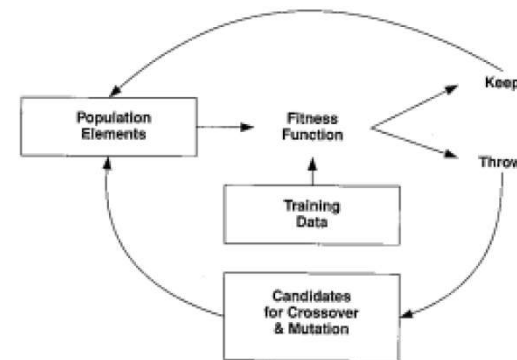 Keep
Population
Elements
Fitness
Function
Throw
Training
Data
Candidates
for Crossover
& Mutation